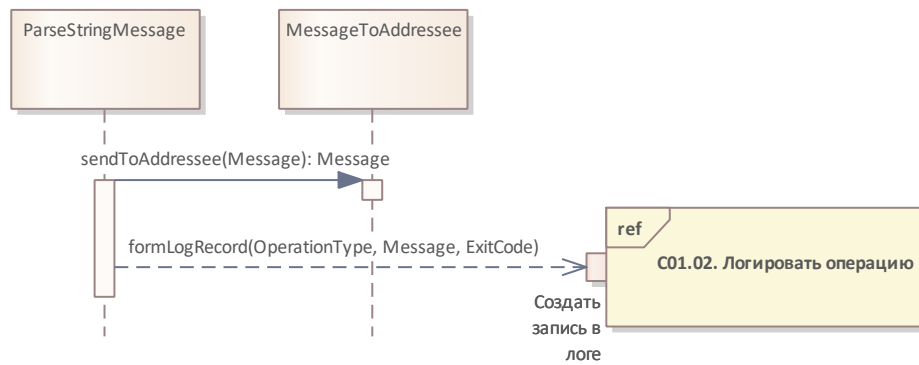 ParseStringMessage
MessageToAddressee
sendToAddressee(Message): Message
formLogRecord(OperationType, Message, ExitCode)
ref
C01.02. Логировать операцию
Создать
запись в
логе